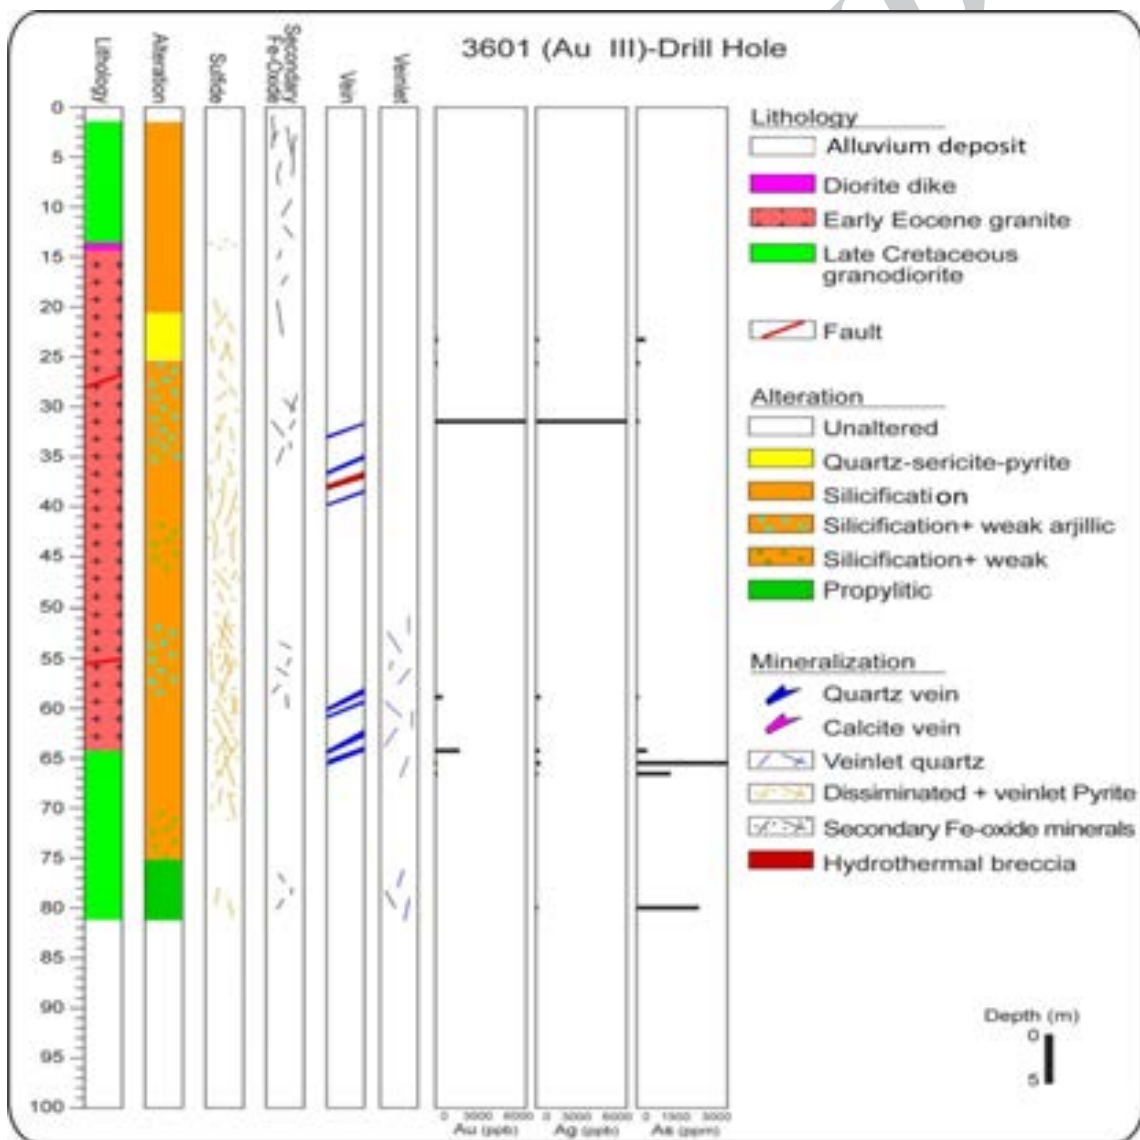 3601 (Au III)-Drill Hole
Lithology
Alteration
Sulfide
Secondary
Fe-Oxide
Vein
Veinlet
0
5
10
15
20
25
30
35
40
45
50
55
60
65
70
75
80
85
90
95
100
0 3000 6000
Au (ppb)
0 3000 6000
Ag (ppb)
0 1500 3000
As (ppm)
Lithology
Alluvium deposit
Diorite dike
Early Eocene granite
Late Cretaceous
granodiorite
Fault
Alteration
Unaltered
Quartz-sericite-pyrite
Silicification
Silicification+ weak arjillic
Silicification+ weak
Propylitic
Mineralization
Quartz vein
Calcite vein
Veinlet quartz
Dissiminated + veinlet Pyrite
Secondary Fe-oxide minerals
Hydrothermal breccia
Depth (m)
0
5